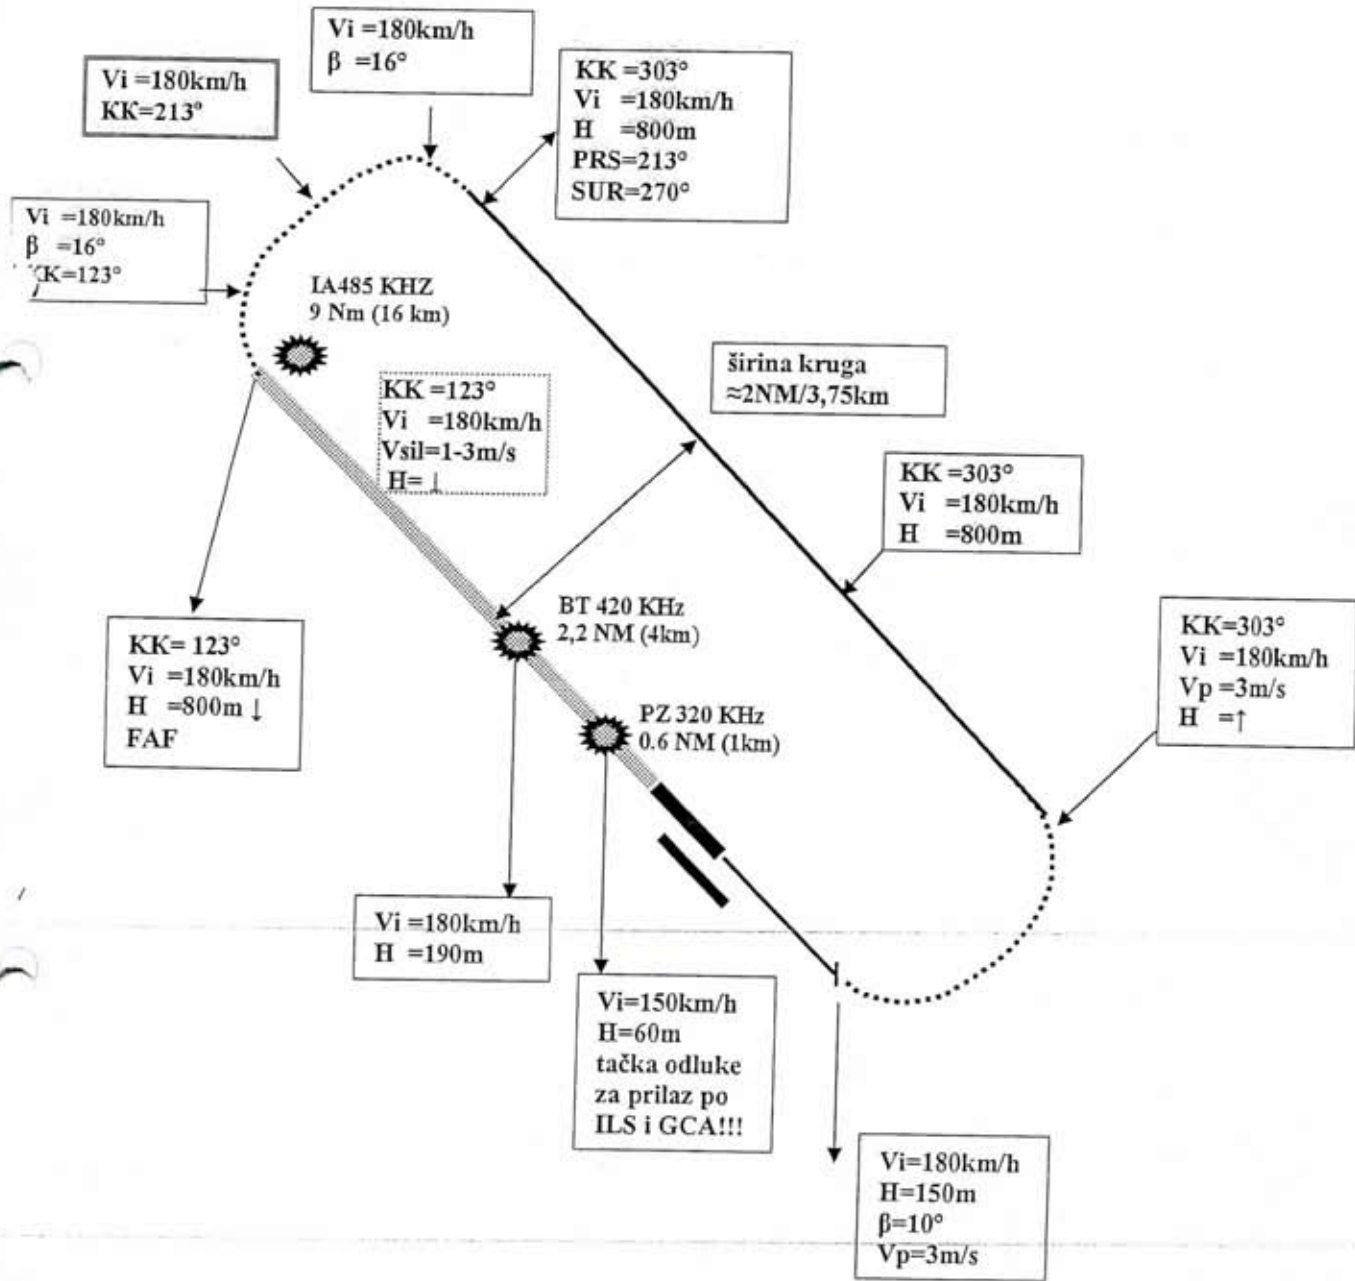 Vi =180km/h
β =16°
Vi =180km/h
KK=213°
KK =303°
Vi =180km/h
H =800m
PRS=213°
SUR=270°
Vi =180km/h
β =16°
KK=123°
IA485 KHZ
9 Nm (16 km)
KK =123°
Vi =180km/h
Vsil=1-3m/s
H= ↓
širina kruga
≈2NM/3,75km
KK =303°
Vi =180km/h
H =800m
BT 420 KHz
2,2 NM (4km)
KK= 123°
Vi =180km/h
H =800m ↓
FAF
KK=303°
Vi =180km/h
Vp =3m/s
H =↑
PZ 320 KHz
0.6 NM (1km)
Vi =180km/h
H =190m
Vi=150km/h
H=60m
tačka odluke
za prilaz po
ILS i GCA!!!
Vi=180km/h
H=150m
β=10°
Vp=3m/s